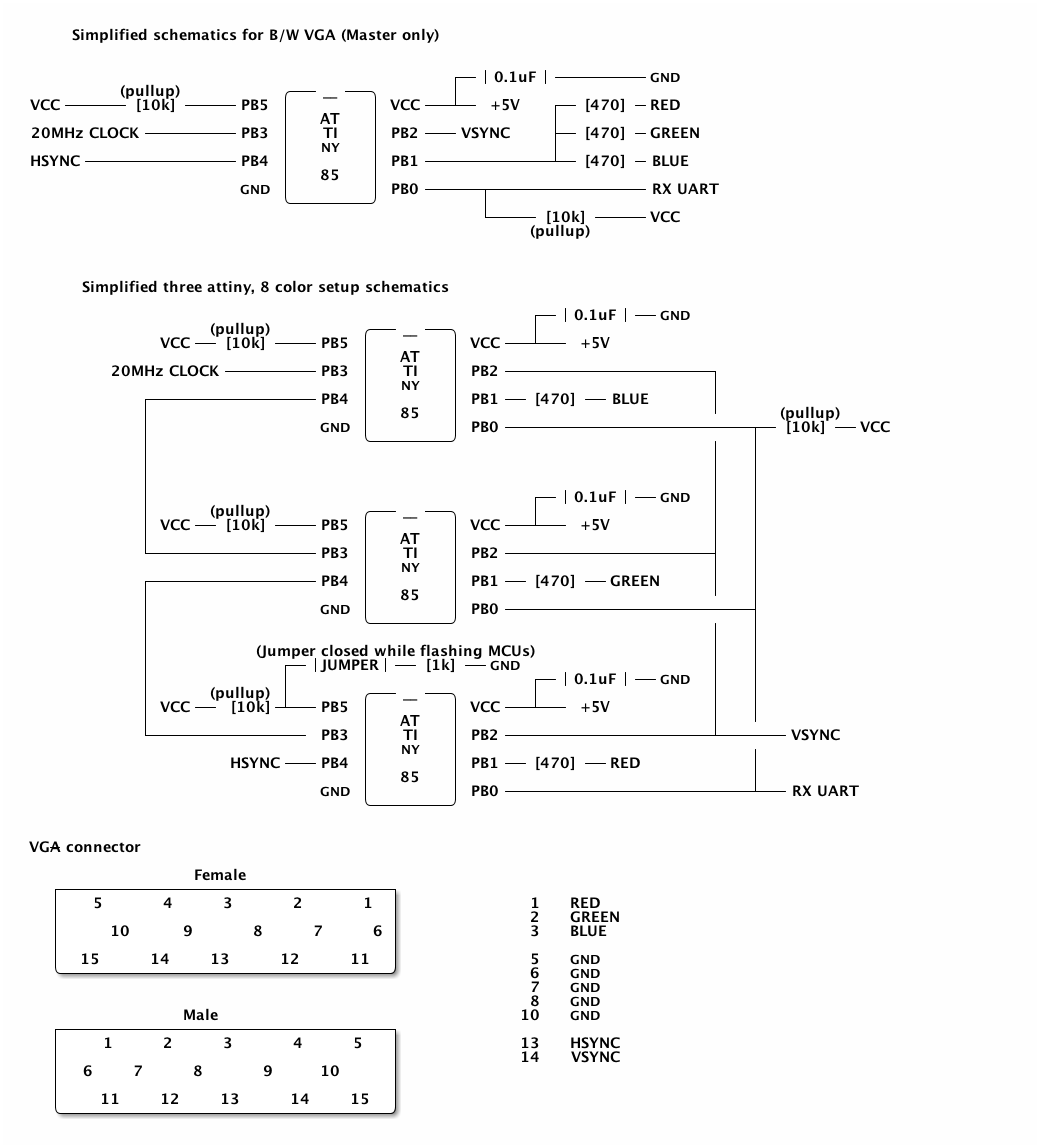 Simplified schematics for B/W VGA (Master only)
| 0.1uF | GND
(pullup)
VCC [10k] PB5 __ VCC +5V [470] RED
AT
20MHz CLOCK PB3 TI PB2 VSYNC [470] GREEN
NY
HSYNC PB4 PB1 [470] BLUE
85
GND PB0 RX UART
[10k] VCC
(pullup)
Simplified three attiny, 8 color setup schematics
| 0.1uF | GND
(pullup)
VCC [10k] PB5 __ VCC +5V
AT
20MHz CLOCK PB3 TI PB2
NY
PB4 PB1 [470] BLUE
85 (pullup)
GND PB0 [10k] VCC
| 0.1uF | GND
(pullup)
VCC [10k] PB5 __ VCC +5V
AT
PB3 TI PB2
NY
PB4 PB1 [470] GREEN
85
GND PB0
(Jumper closed while flashing MCUs)
| JUMPER | [1k] GND
| 0.1uF | GND
(pullup)
VCC [10k] PB5 __ VCC +5V
AT
PB3 TI PB2 VSYNC
NY
HSYNC PB4 PB1 [470] RED
85
GND PB0 RX UART
VGA connector
Female
5 4 3 2 1
10 9 8 7 6
15 14 13 12 11
Male
1 2 3 4 5
6 7 8 9 10
11 12 13 14 15
1 RED
2 GREEN
3 BLUE
5 GND
6 GND
7 GND
8 GND
10 GND
13 HSYNC
14 VSYNC